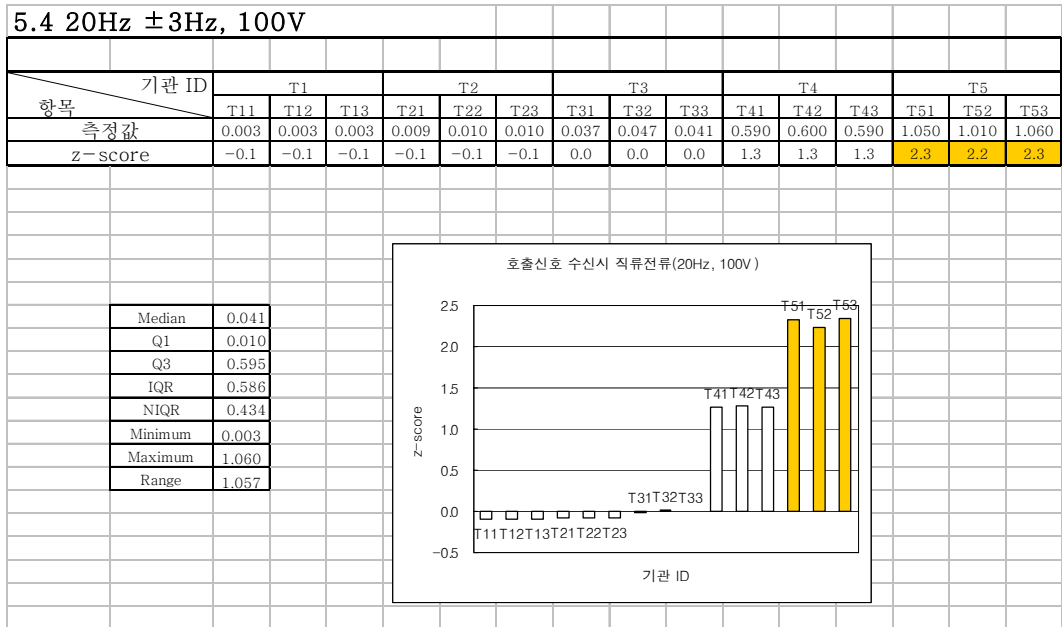 5.4 20Hz ±3Hz, 100V
기관 ID T1 T2 T3 T4 T5
항목 T11 T12 T13 T21 T22 T23 T31 T32 T33 T41 T42 T43 T51 T52 T53
측정값 0.003 0.003 0.003 0.009 0.010 0.010 0.037 0.047 0.041 0.590 0.600 0.590 1.050 1.010 1.060
z-score -0.1 -0.1 -0.1 -0.1 -0.1 -0.1 0.0 0.0 0.0 1.3 1.3 1.3 2.3 2.2 2.3
Median 0.041
Q1 0.010
Q3 0.595
IQR 0.586
NIQR 0.434
Minimum 0.003
Maximum 1.060
Range 1.057
호출신호 수신시 직류전류(20Hz, 100V)
2.5
2.0
1.5
1.0
0.5
0.0
-0.5
z-score
T11 T12 T13 T21 T22 T23
T31 T32 T33
T41 T42 T43
T51 T52 T53
기관 ID